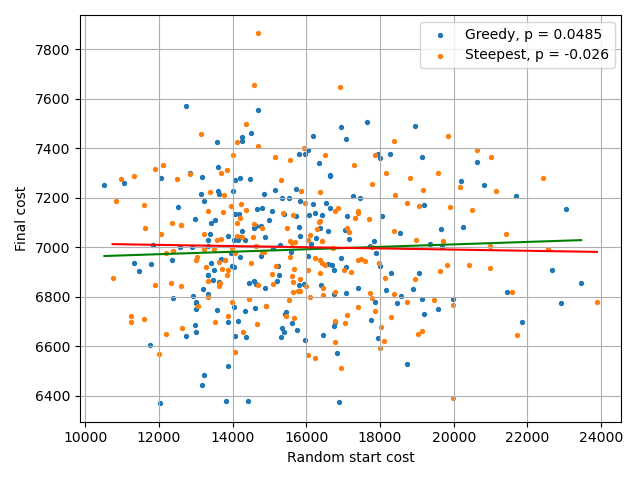 Greedy, p = 0.0485
Steepest, p = -0.026
7800
7600
7400
7200
7000
6800
6600
6400
Final cost
10000 12000 14000 16000 18000 20000 22000 24000
Random start cost